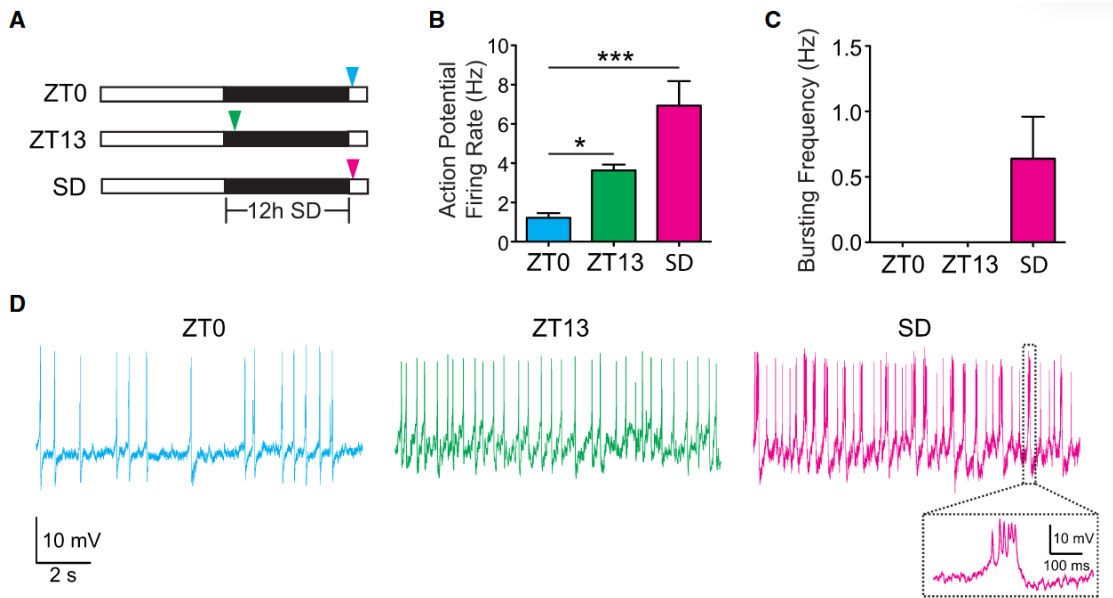 A
ZT0
ZT13
SD
12h SD
B
Action Potential
Firing Rate (Hz)
10
8
6
4
2
0
***
*
ZT0 ZT13 SD
C
Bursting Frequency (Hz)
1.5
1.0
0.5
0.0
ZT0 ZT13 SD
D
ZT0 ZT13 SD
10 mV
2 s
10 mV
100 ms